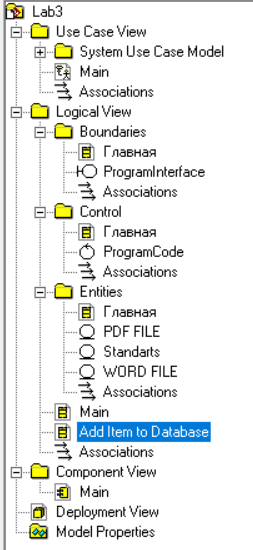 Lab3
Use Case View
System Use Case Model
Main
Associations
Logical View
Boundaries
Главная
ProgramInterface
Associations
Control
Главная
ProgramCode
Associations
Entities
Главная
PDF FILE
Standarts
WORD FILE
Associations
Main
Add Item to Database
Associations
Component View
Main
Deployment View
Model Properties